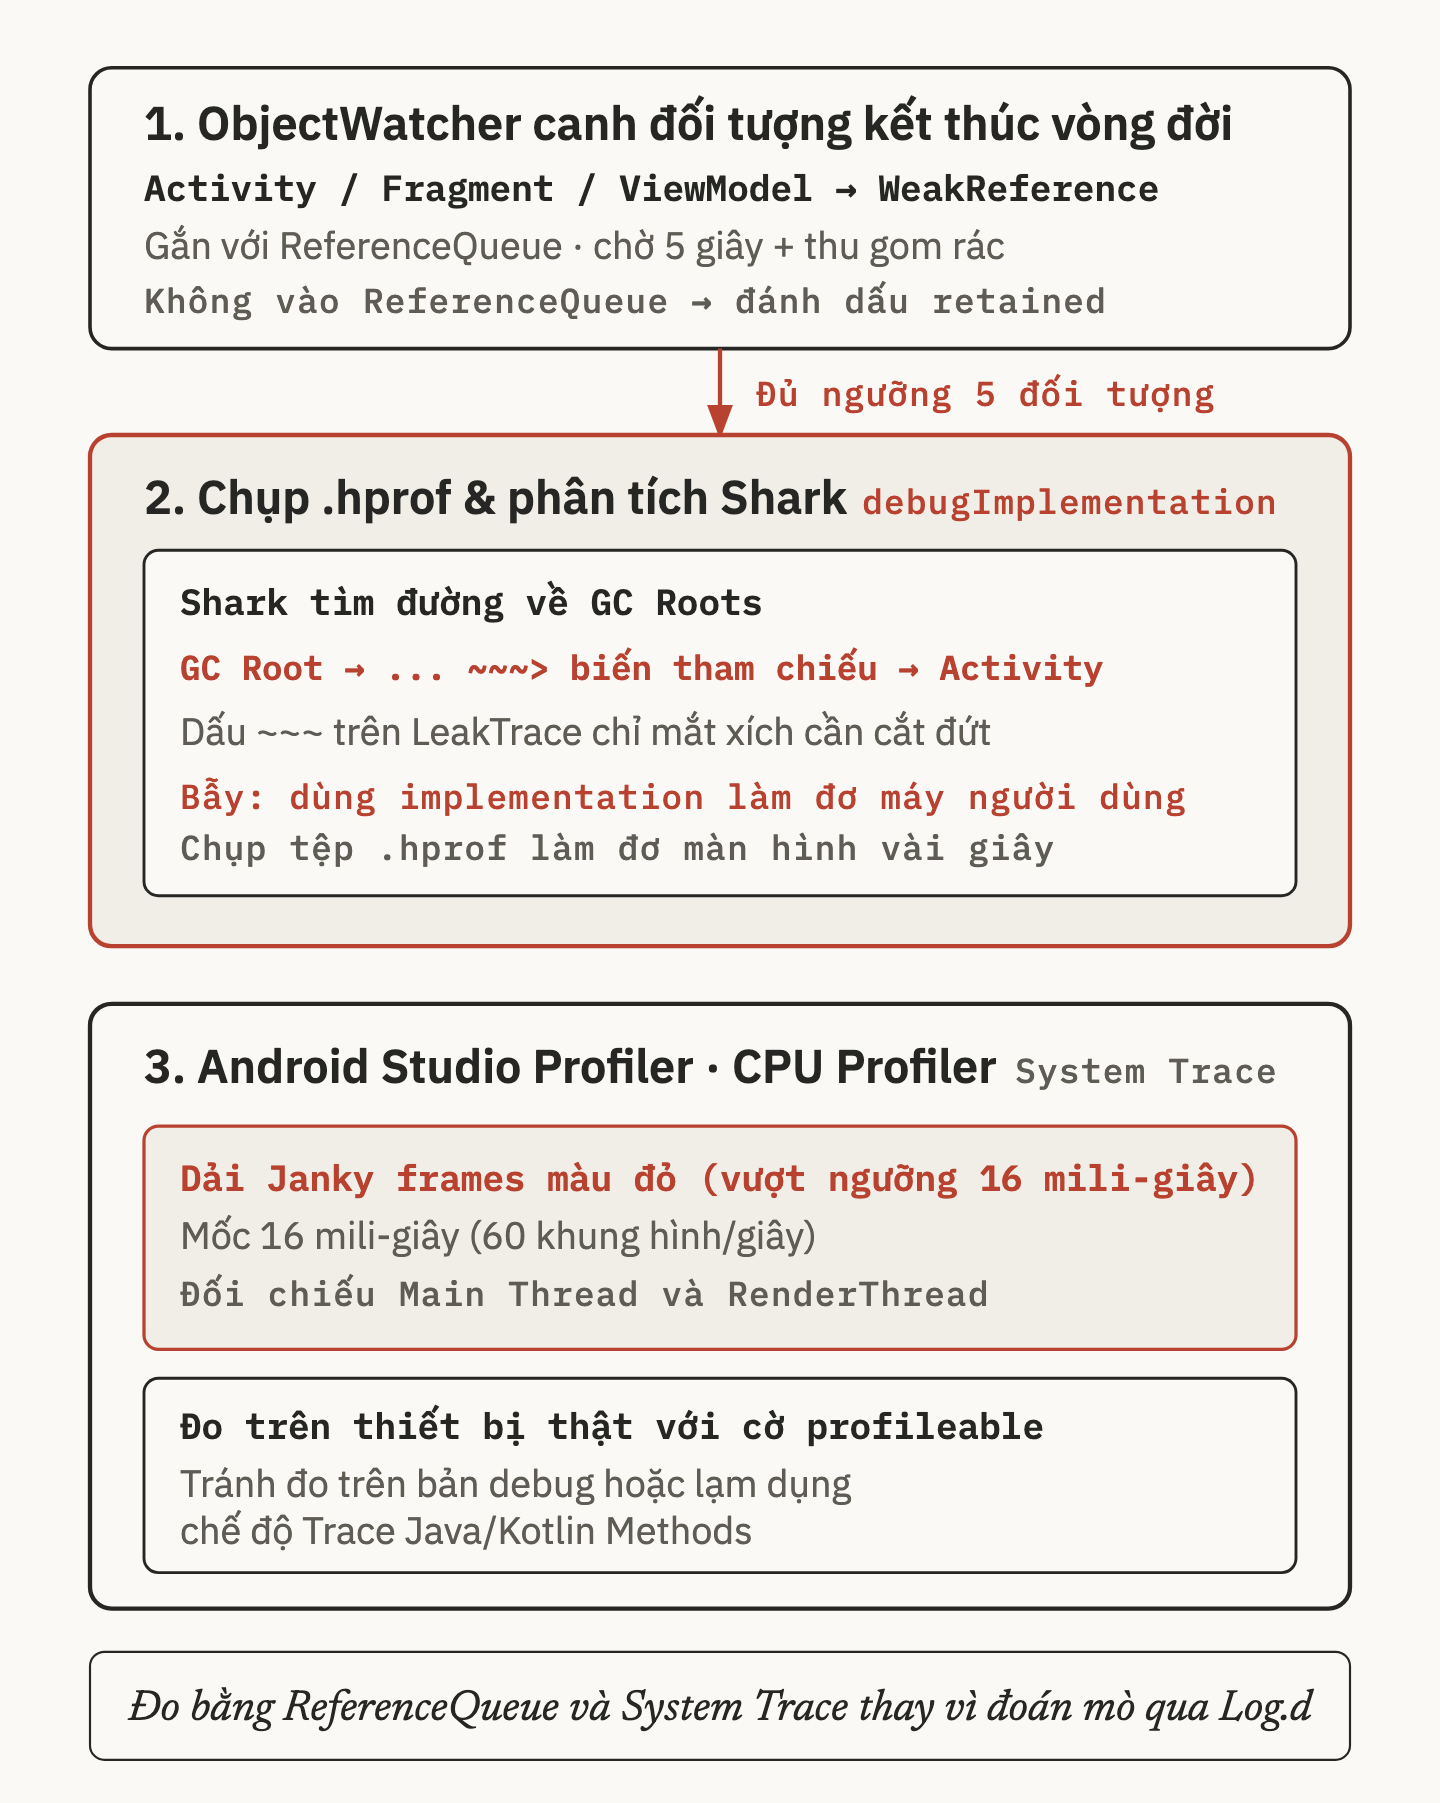 1. ObjectWatcher canh đối tượng kết thúc vòng đời
Activity / Fragment / ViewModel → WeakReference
Gắn với ReferenceQueue · chờ 5 giây + thu gom rác
Không vào ReferenceQueue → đánh dấu retained
Đủ ngưỡng 5 đối tượng
2. Chụp .hprof & phân tích Shark debugImplementation
Shark tìm đường về GC Roots
GC Root → ... ~~~> biến tham chiếu → Activity
Dấu ~~~ trên LeakTrace chỉ mắt xích cần cắt đứt
Bẫy: dùng implementation làm đơ máy người dùng
Chụp tệp .hprof làm đơ màn hình vài giây
3. Android Studio Profiler · CPU Profiler System Trace
Dải Janky frames màu đỏ (vượt ngưỡng 16 mili-giây)
Mốc 16 mili-giây (60 khung hình/giây)
Đối chiếu Main Thread và RenderThread
Đo trên thiết bị thật với cờ profileable
Tránh đo trên bản debug hoặc lạm dụng
chế độ Trace Java/Kotlin Methods
Đo bằng ReferenceQueue và System Trace thay vì đoán mò qua Log.d